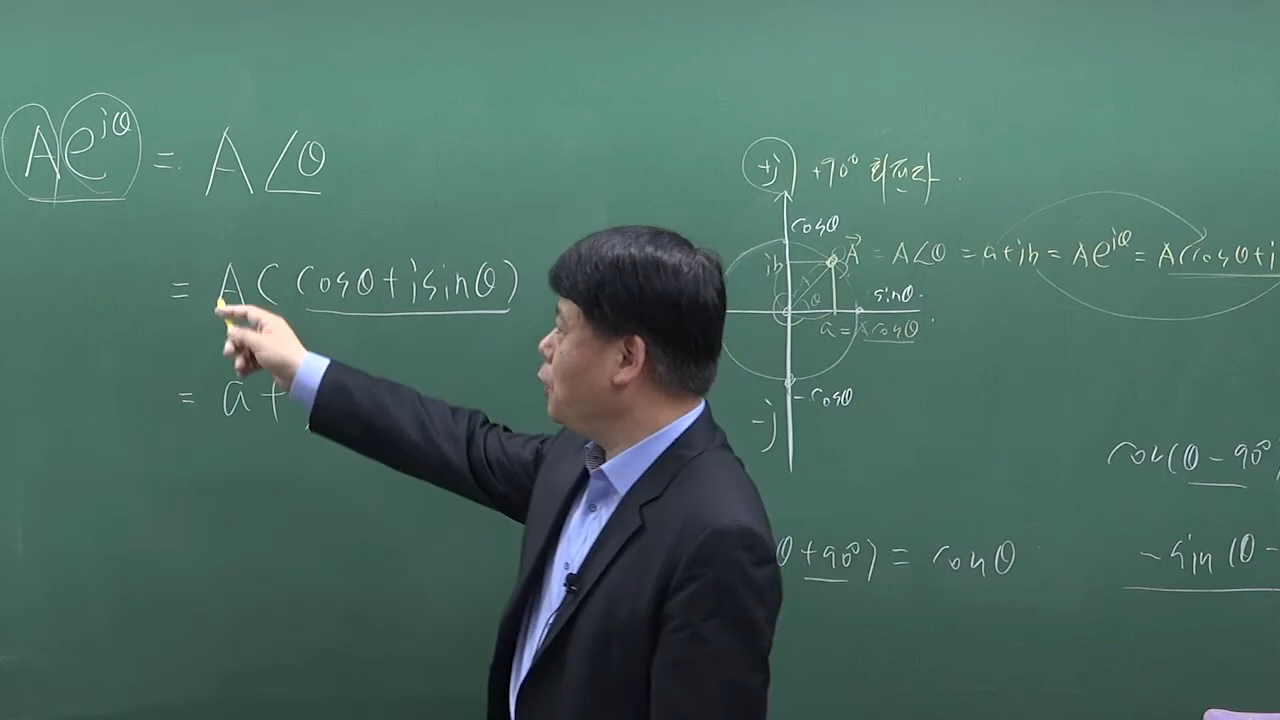 Ae^jθ = A∠θ
= A(cosθ+jsinθ)
= a+
+j +90° 회전자.
cosθ
jb
A⃗ = A∠θ = a+jb = Ae^jθ = A(cosθ+j
A
θ
sinθ.
a = Acosθ.
-cosθ
-j
cos(θ-90°)
θ+90°) = cosθ
-sin(θ-